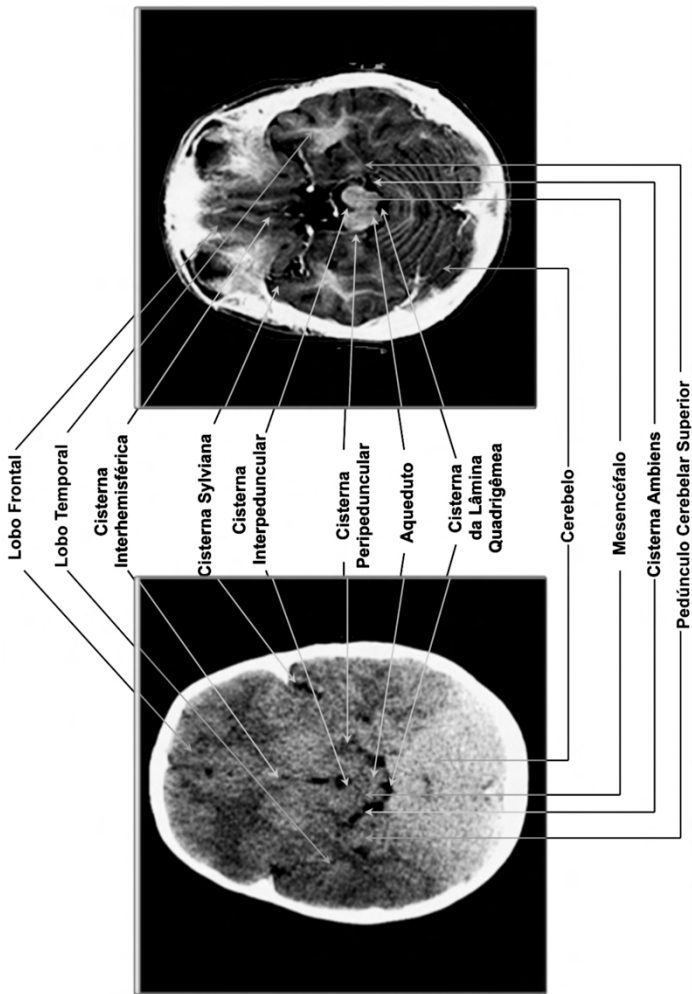 Lobo Frontal
Lobo Temporal
Cisterna
Interhemisférica
Cisterna Sylviana
Cisterna
Interpeduncular
Cisterna
Peripeduncular
Aqueduto
Cisterna
da Lâmina
Quadrigêmea
Cerebelo
Mesencéfalo
Cisterna Ambiens
Pedúnculo Cerebelar Superior